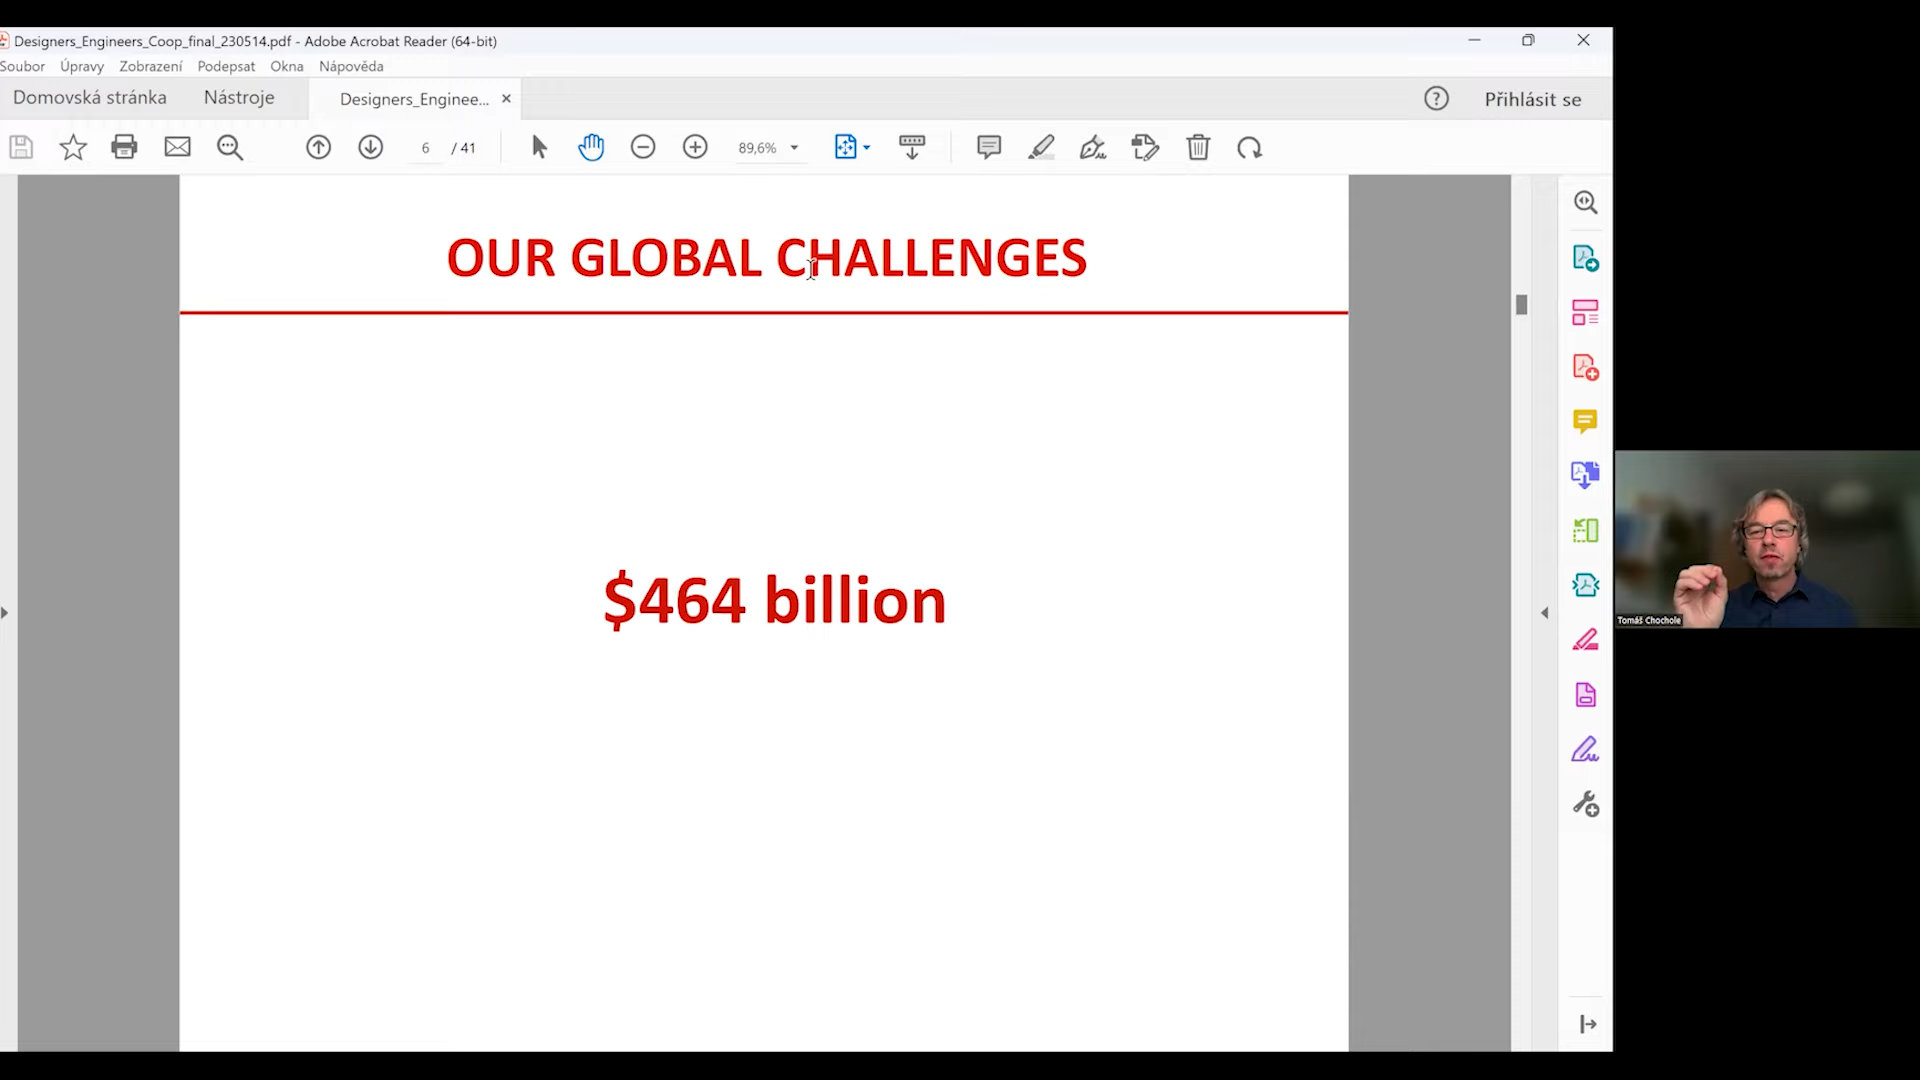 Designers_Engineers_Coop_final_230514.pdf - Adobe Acrobat Reader (64-bit)
Soubor Úpravy Zobrazení Podepsat Okna Nápověda
Domovská stránka Nástroje Designers_Enginee... Přihlásit se
6 / 41 89,6%
OUR GLOBAL CHALLENGES
$464 billion
Tomáš Chochole